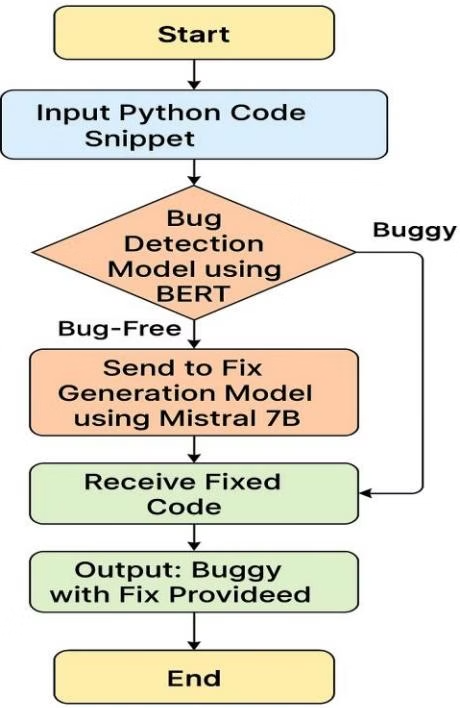 Start
Input Python Code
Snippet
Bug
Detection
Model using
BERT
Buggy
Bug-Free
Send to Fix
Generation Model
using Mistral 7B
Receive Fixed
Code
Output: Buggy
with Fix Provideed
End